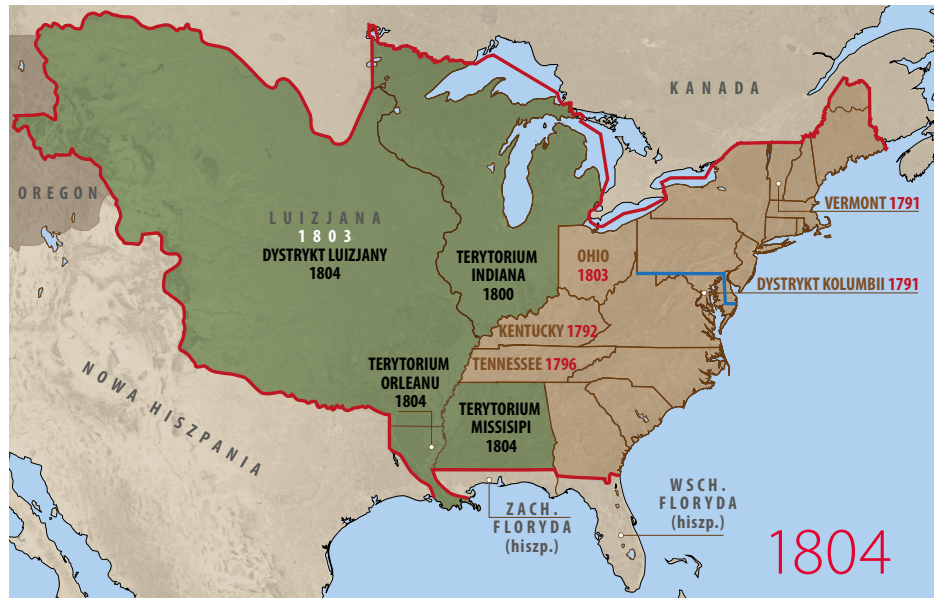 KANADA
OREGON
VERMONT 1791
LUIZJANA
1803
DYSTRYKT LUIZJANY
1804
TERYTORIUM
INDIANA
1800
OHIO
1803
DYSTRYKT KOLUMBII 1791
KENTUCKY 1792
TENNESSEE 1796
TERYTORIUM
ORLEANU
1804
NOWA HISZPANIA
TERYTORIUM
MISSISIPI
1804
ZACH.
FLORYDA
(hiszp.)
WSCH.
FLORYDA
(hiszp.)
1804